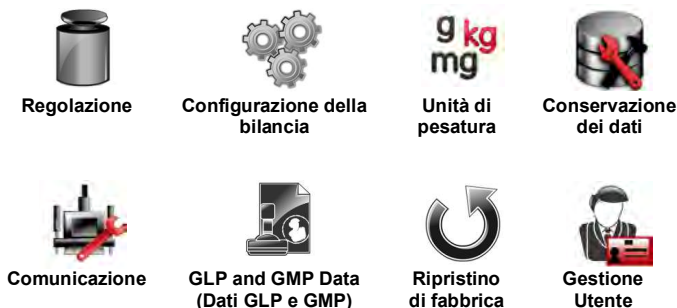 g kg
mg
Regolazione
Configurazione della
bilancia
Unità di
pesatura
Conservazione
dei dati
Comunicazione
GLP and GMP Data
(Dati GLP e GMP)
Ripristino
di fabbrica
Gestione
Utente